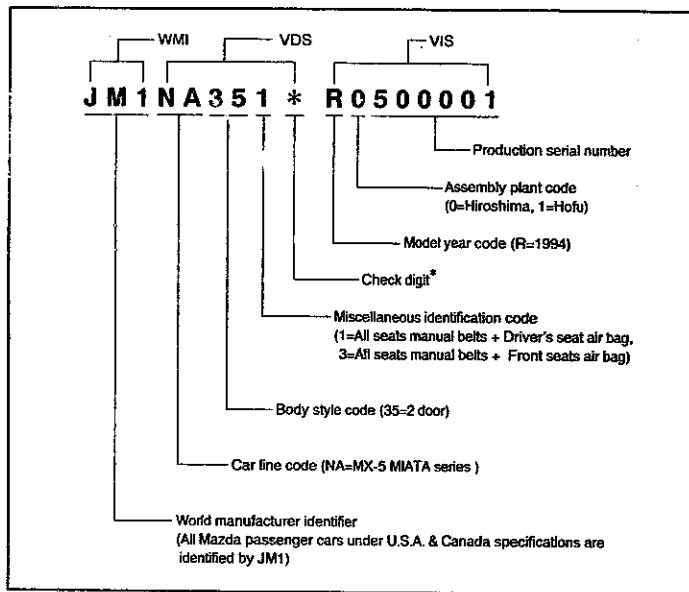 WMI VDS VIS
J M 1 N A 3 5 1 * R 0 5 0 0 0 0 1
Production serial number
Assembly plant code
(0=Hiroshima, 1=Hofu)
Model year code (R=1994)
Check digit*
Miscellaneous identification code
(1=All seats manual belts + Driver's seat air bag,
3=All seats manual belts + Front seats air bag)
Body style code (35=2 door)
Car line code (NA=MX-5 MIATA series )
World manufacturer identifier
(All Mazda passenger cars under U.S.A. & Canada specifications are
identified by JM1)